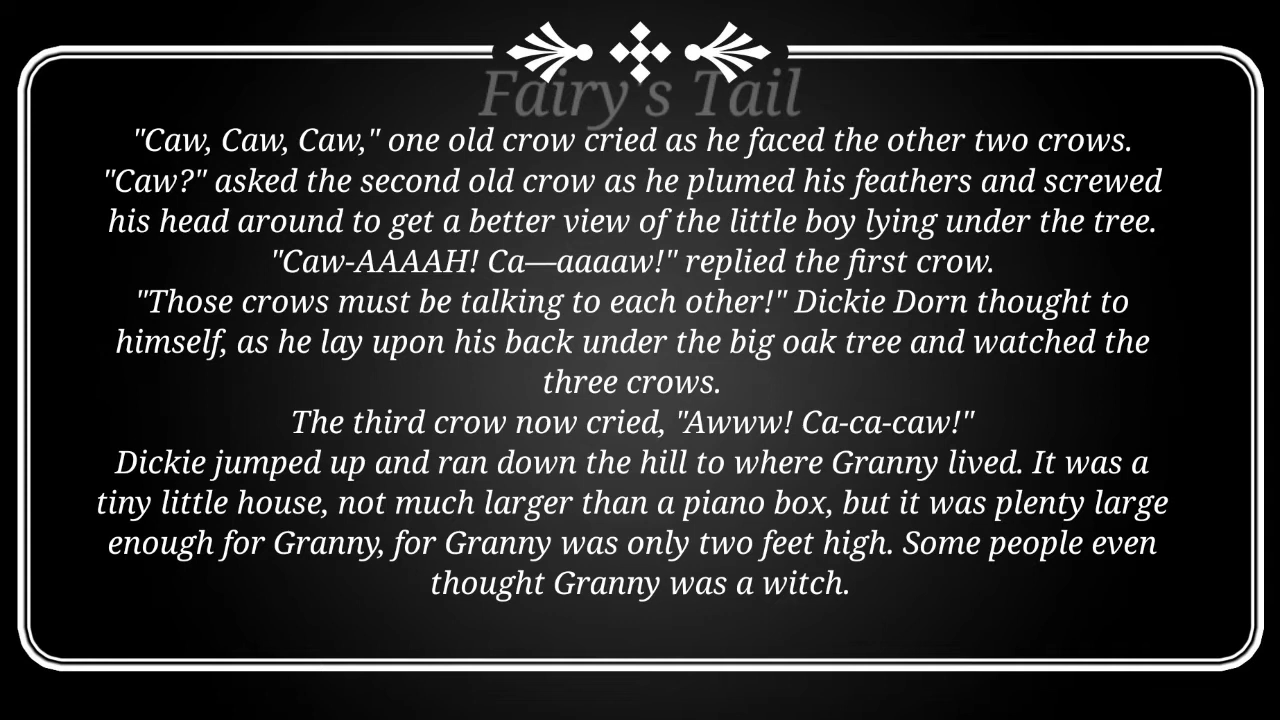 Fairy's Tail
"Caw, Caw, Caw," one old crow cried as he faced the other two crows.
"Caw?" asked the second old crow as he plumed his feathers and screwed
his head around to get a better view of the little boy lying under the tree.
"Caw-AAAAH! Ca—aaaaw!" replied the first crow.
"Those crows must be talking to each other!" Dickie Dorn thought to
himself, as he lay upon his back under the big oak tree and watched the
three crows.
The third crow now cried, "Awww! Ca-ca-caw!"
Dickie jumped up and ran down the hill to where Granny lived. It was a
tiny little house, not much larger than a piano box, but it was plenty large
enough for Granny, for Granny was only two feet high. Some people even
thought Granny was a witch.